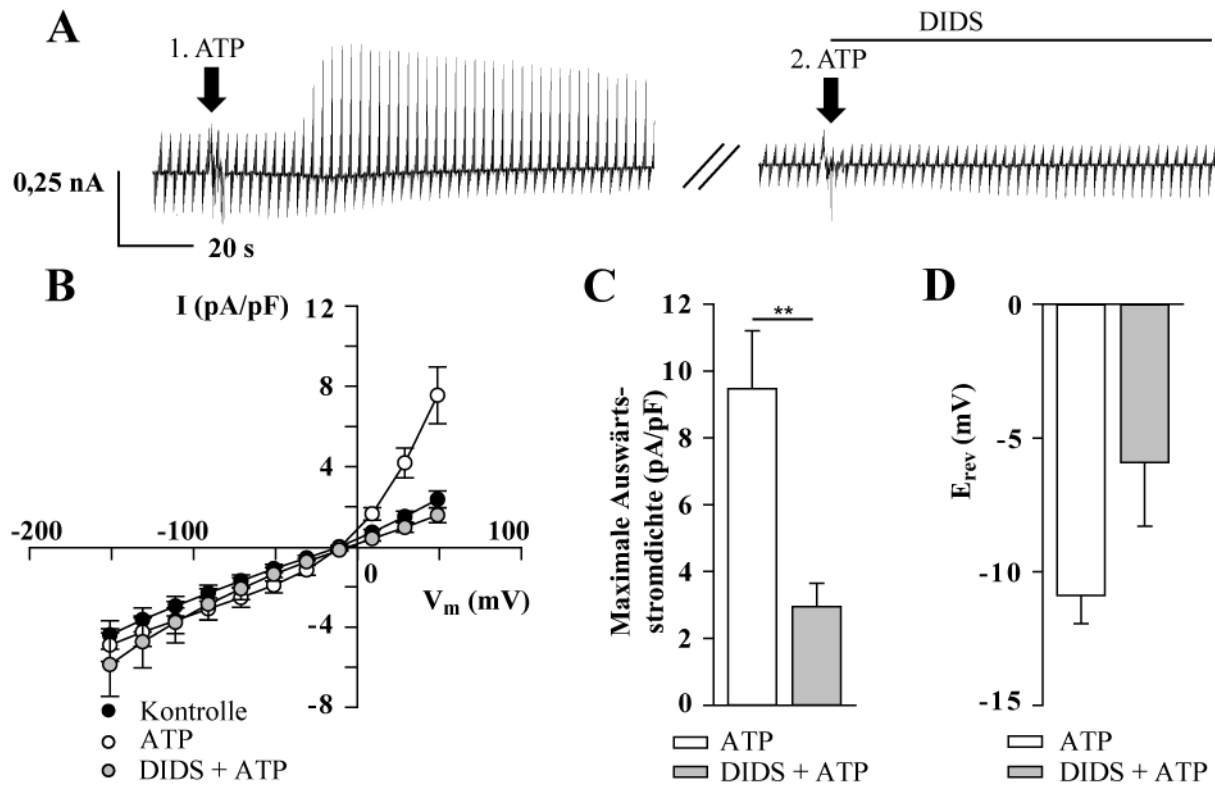 A
1. ATP
DIDS
2. ATP
0,25 nA
20 s
B
I (pA/pF)
12
8
4
-4
-8
-200
-100
0
100
Vm (mV)
Kontrolle
ATP
DIDS + ATP
C
Maximale Auswärts-
stromdichte (pA/pF)
12
10
8
6
4
2
0
**
ATP
DIDS + ATP
D
Erev (mV)
0
-5
-10
-15
ATP
DIDS + ATP